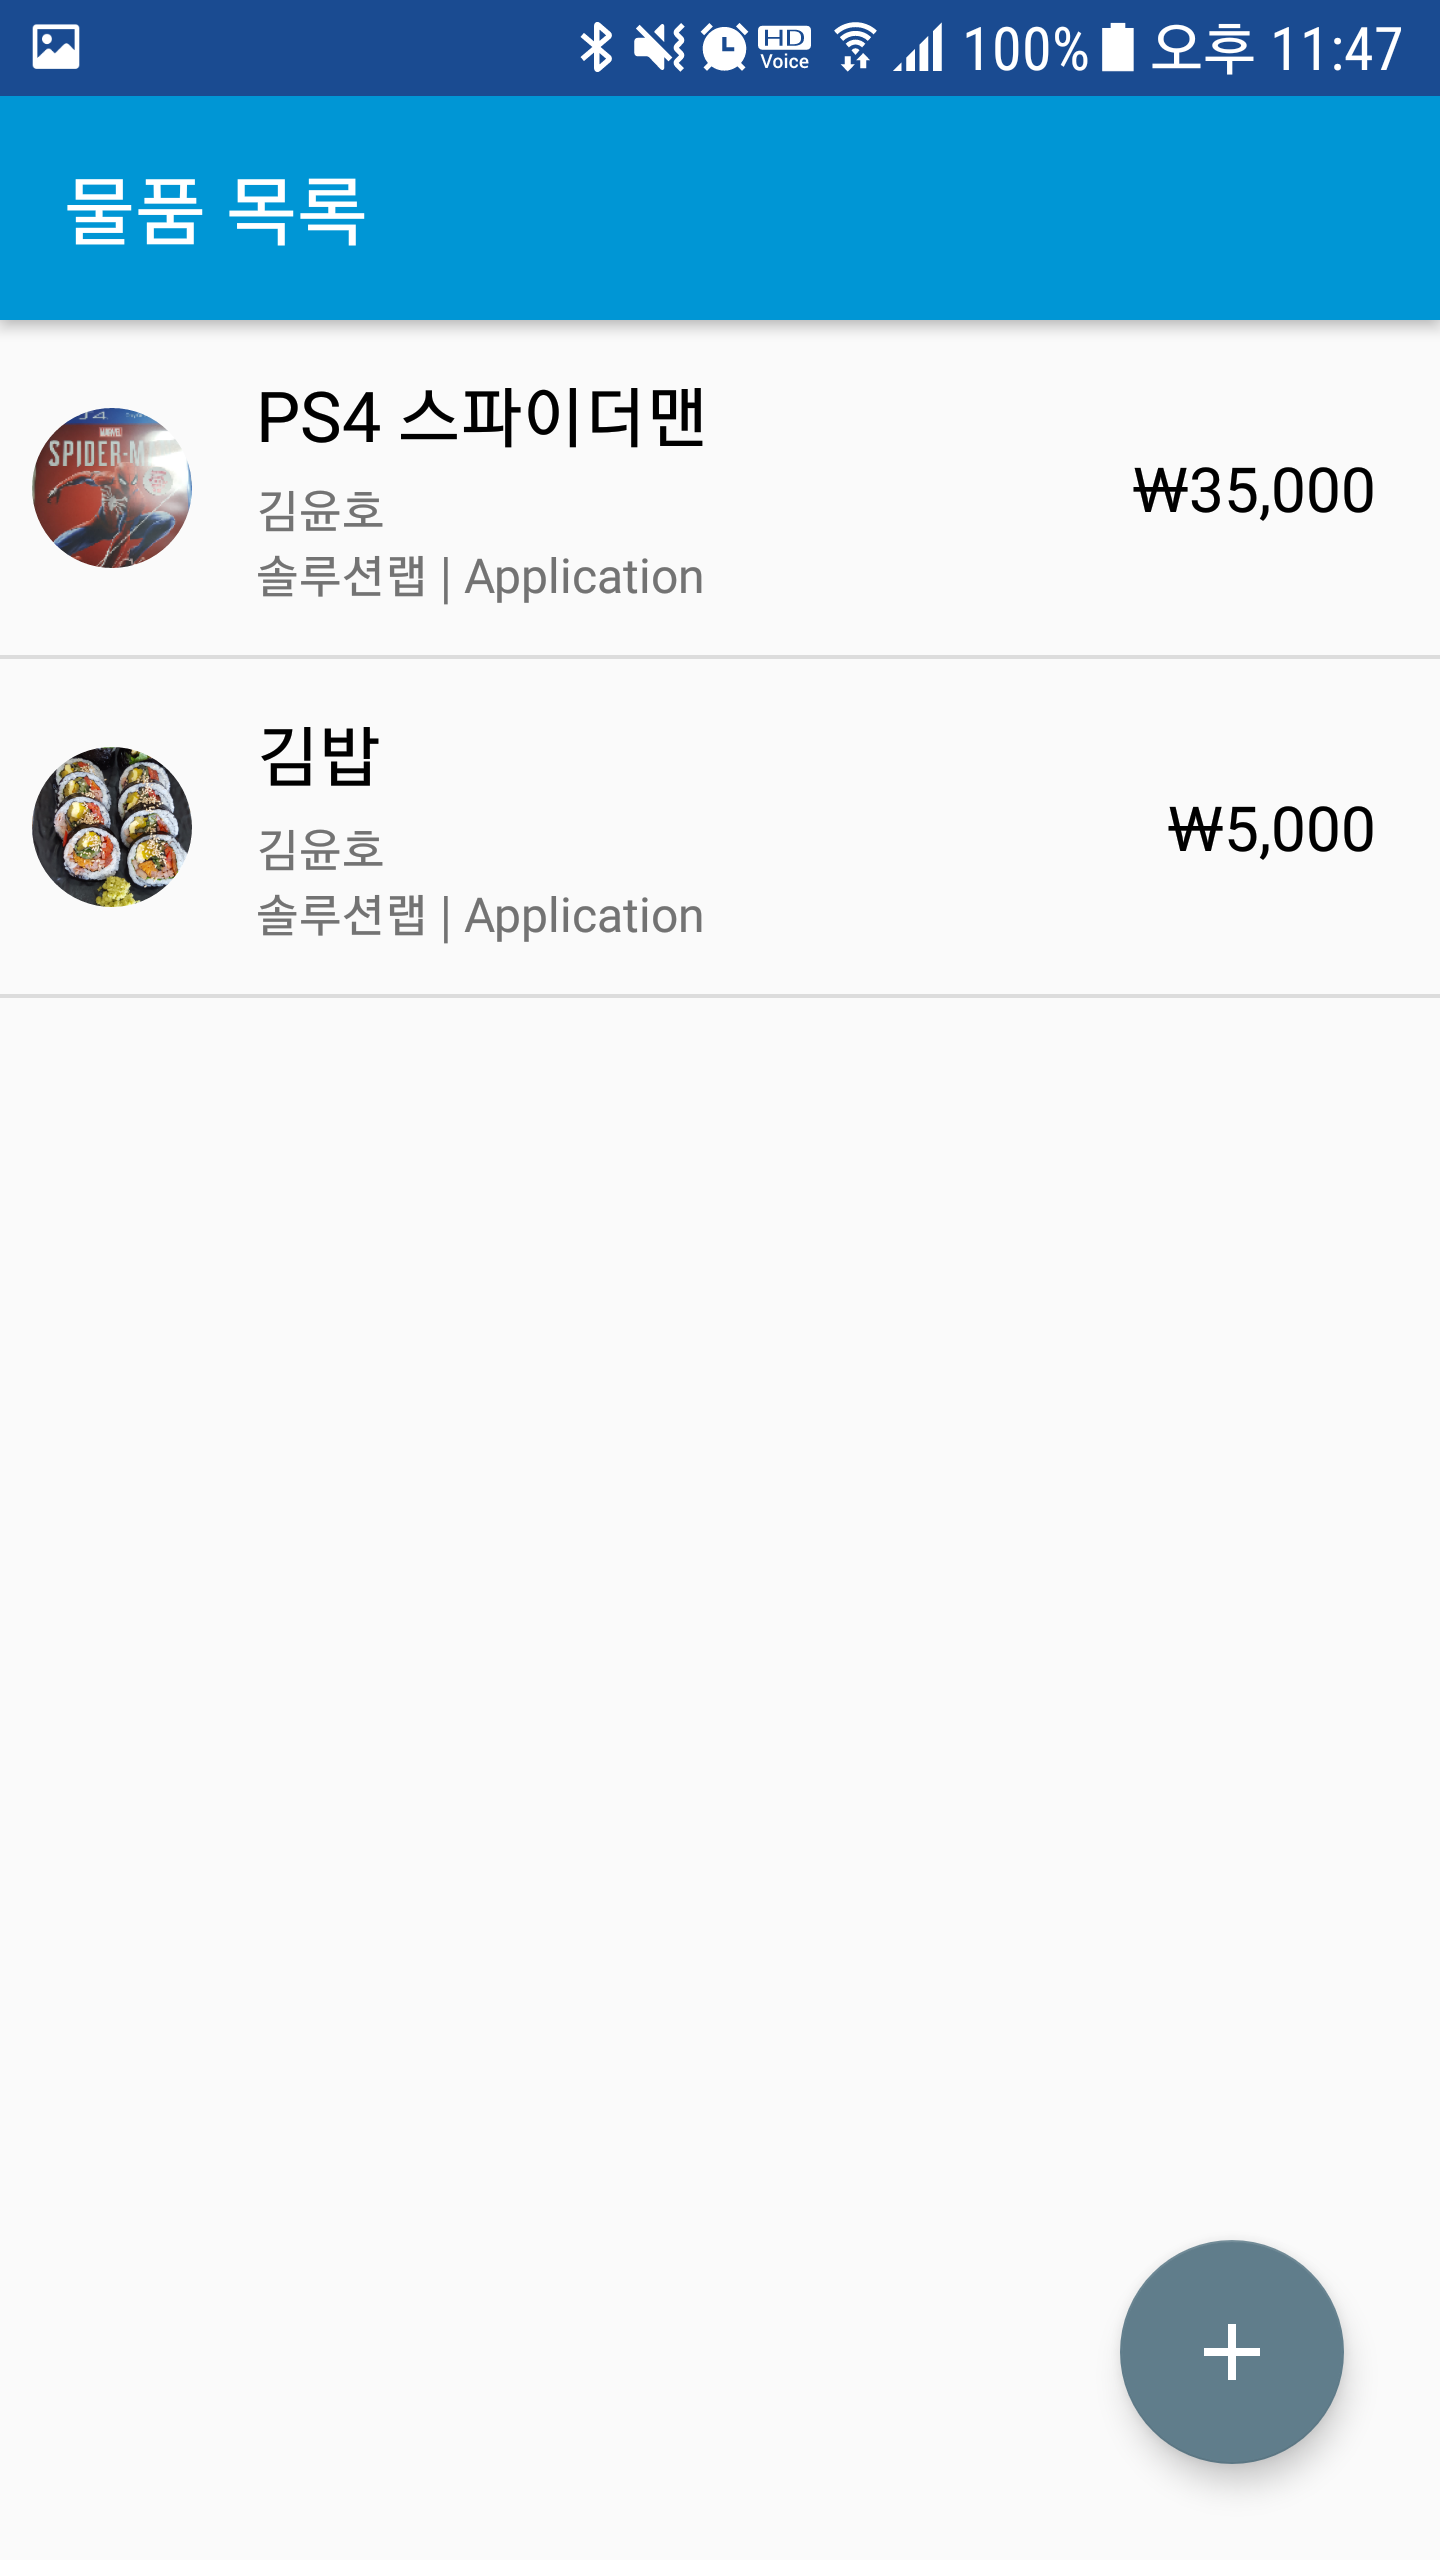 HD Voice 100% 오후 11:47
물품 목록
PS4 스파이더맨
김윤호
솔루션랩 | Application
₩35,000
MARVEL
SPIDER-M
김밥
김윤호
솔루션랩 | Application
₩5,000